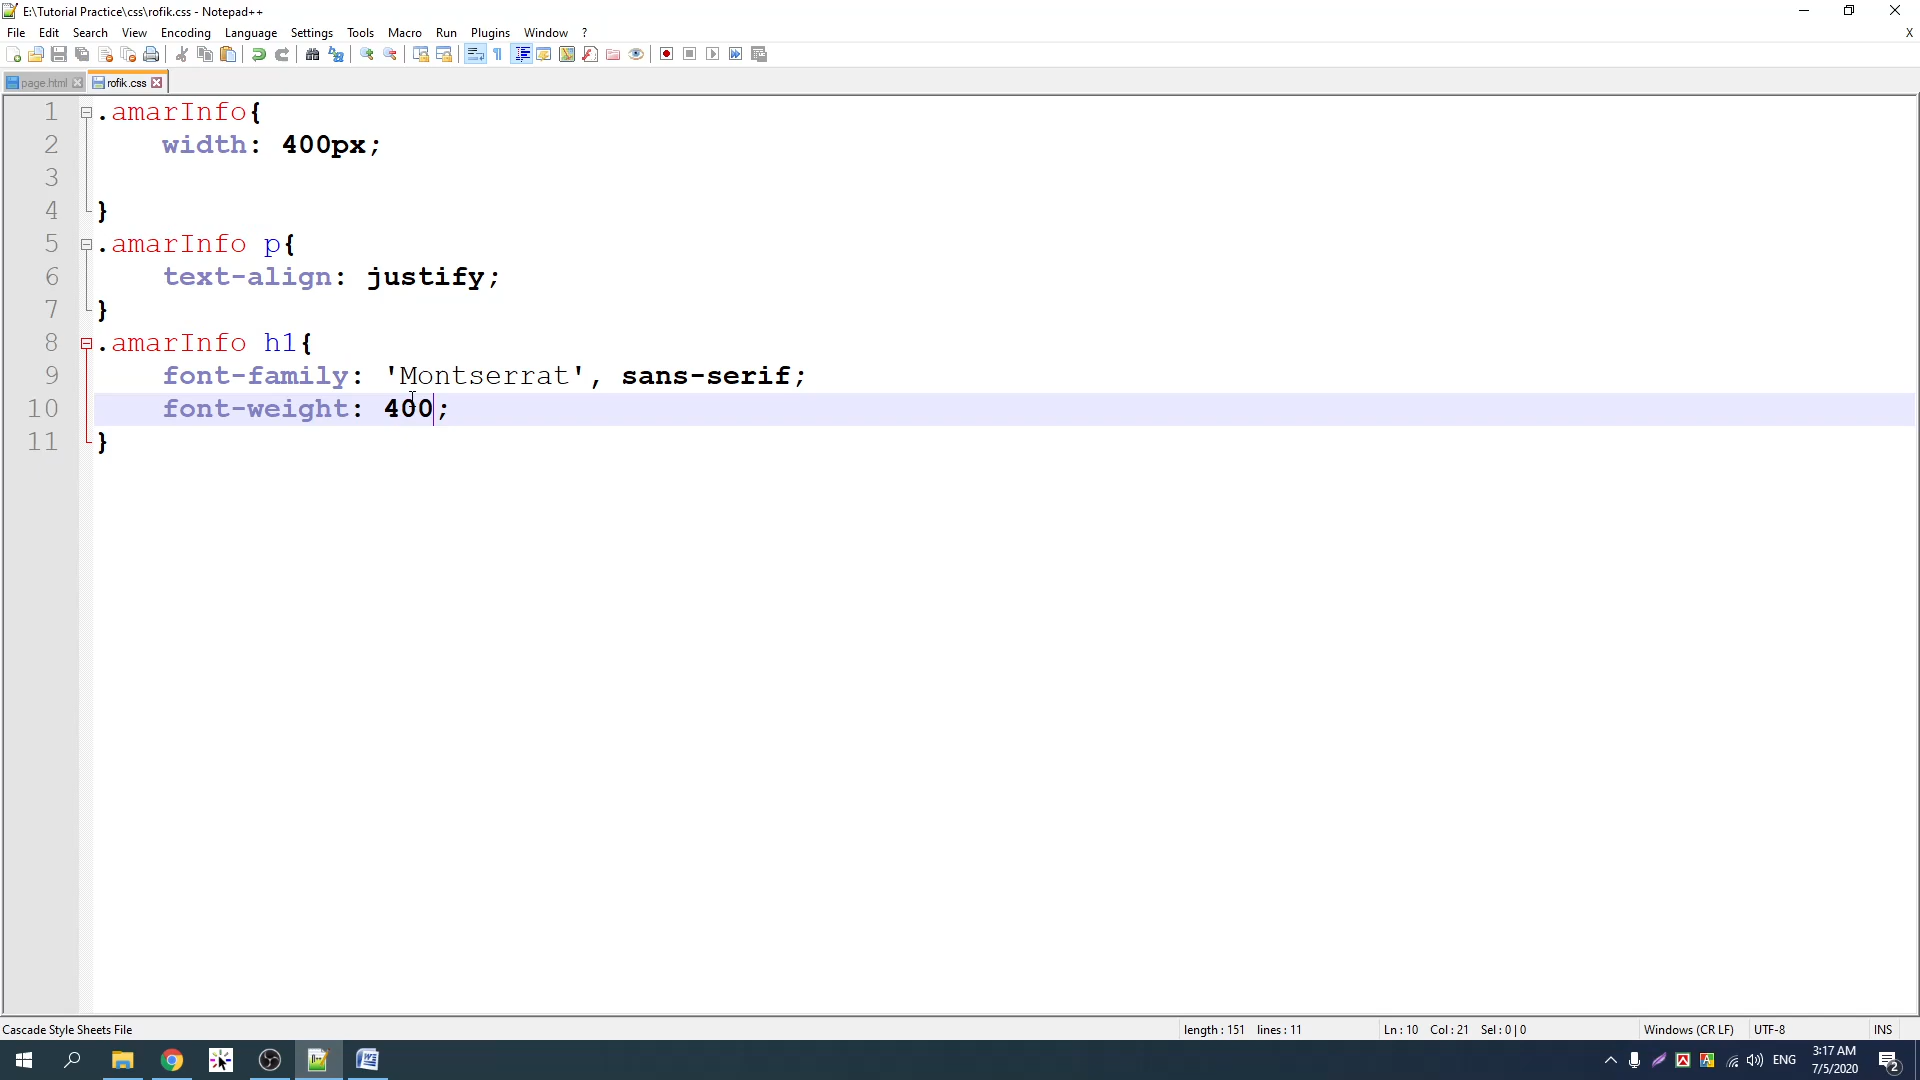 E:\Tutorial Practice\css\rofik.css - Notepad++
File Edit Search View Encoding Language Settings Tools Macro Run Plugins Window ? X
page.html rofik.css
1 .amarInfo{
2 width: 400px;
3
4 }
5 .amarInfo p{
6 text-align: justify;
7 }
8 .amarInfo h1{
9 font-family: 'Montserrat', sans-serif;
10 font-weight: 400;
11 }
Cascade Style Sheets File length : 151 lines : 11 Ln : 10 Col : 21 Sel : 0 | 0 Windows (CR LF) UTF-8 INS
ENG 3:17 AM
7/5/2020 2